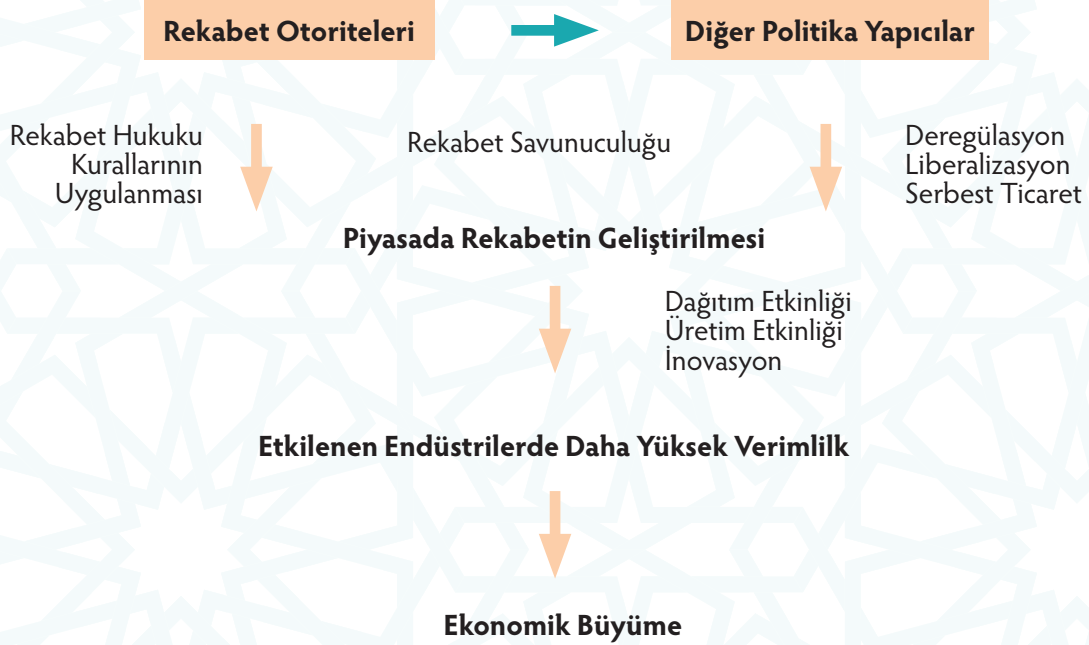 Rekabet Otoriteleri
Diğer Politika Yapıcılar
Rekabet Hukuku
Kurallarının
Uygulanması
Rekabet Savunuculuğu
Deregülasyon
Liberalizasyon
Serbest Ticaret
Piyasada Rekabetin Geliştirilmesi
Dağıtım Etkinliği
Üretim Etkinliği
İnovasyon
Etkilenen Endüstrilerde Daha Yüksek Verimlilk
Ekonomik Büyüme